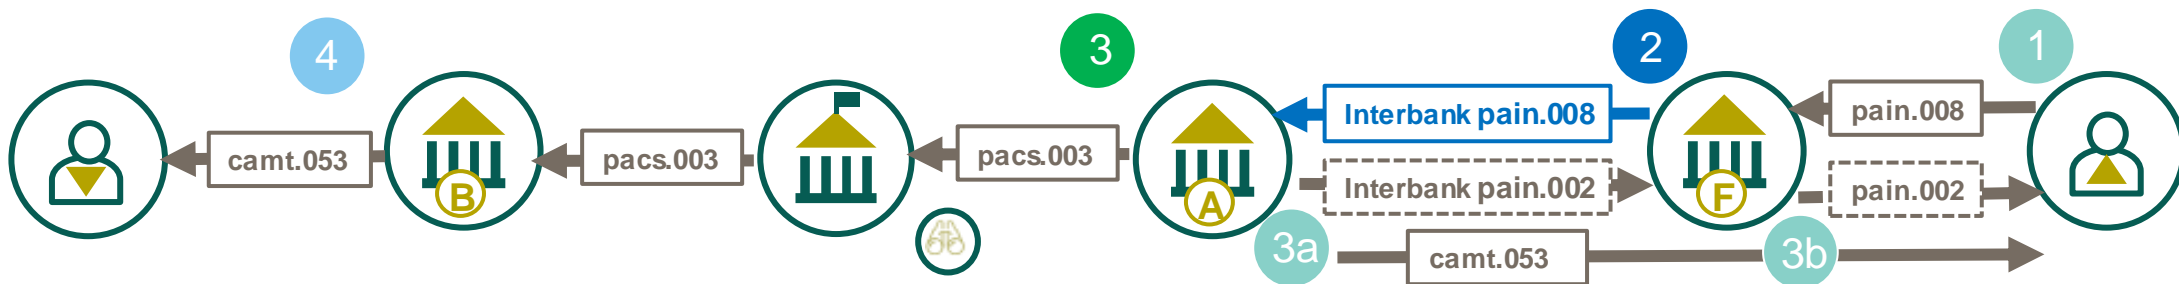 4
3
2
1
camt.053
pacs.003
pacs.003
Interbank pain.008
pain.008
Interbank pain.002
pain.002
B
A
F
3a
camt.053
3b